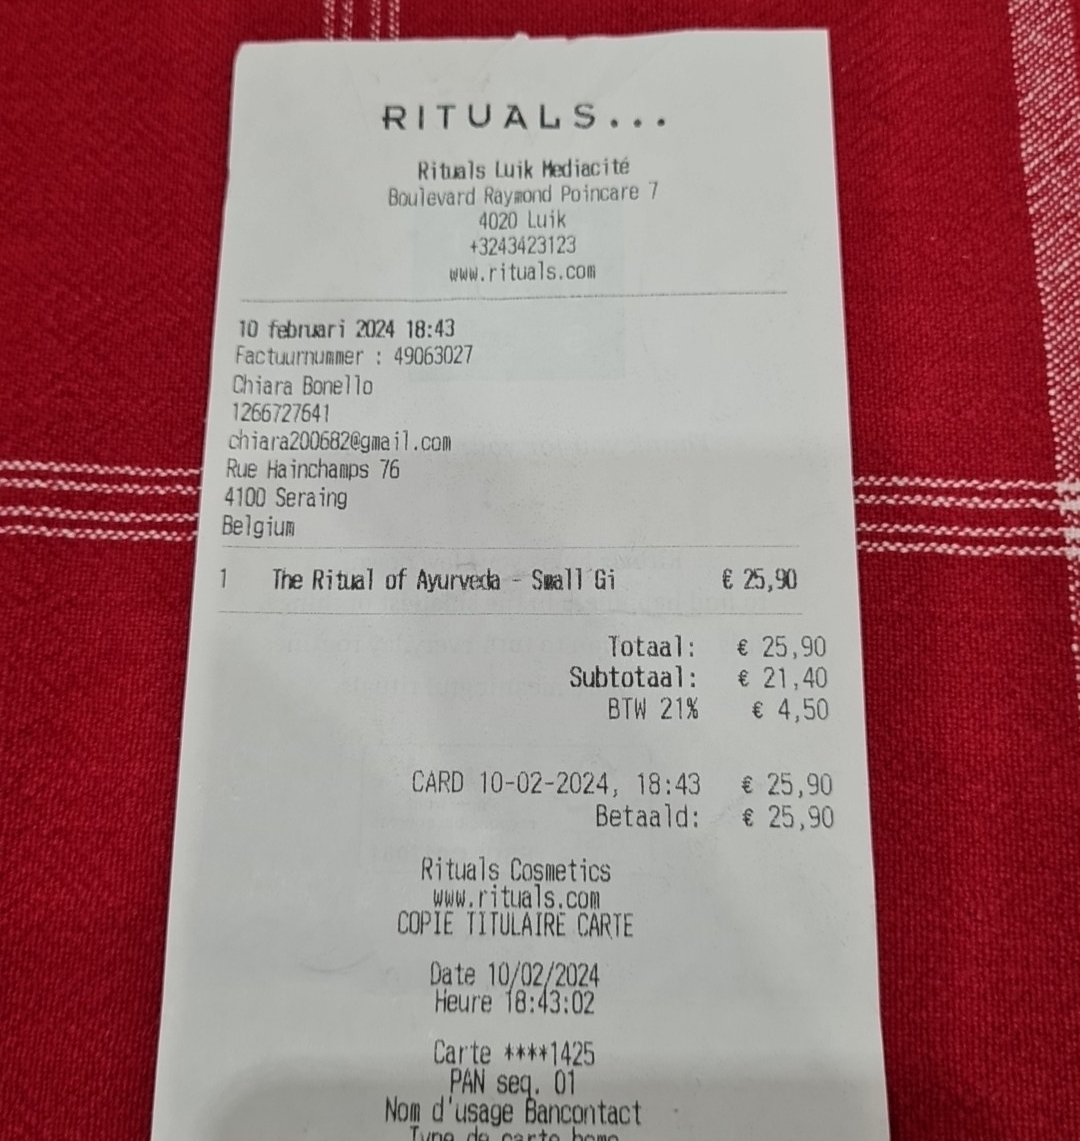 RITUALS...
Rituals Luik Mediacité
Boulevard Raymond Poincare 7
4020 Luik
+3243423123
www.rituals.com
10 februari 2024 18:43
Factuurnummer : 49063027
Chiara Bonello
1266727641
chiara200682@gmail.com
Rue Hainchamps 76
4100 Seraing
Belgium
1 The Ritual of Ayurveda - Small Gi € 25,90
Totaal: € 25,90
Subtotaal: € 21,40
BTW 21% € 4,50
CARD 10-02-2024, 18:43 € 25,90
Betaald: € 25,90
Rituals Cosmetics
www.rituals.com
COPIE TITULAIRE CARTE
Date 10/02/2024
Heure 18:43:02
Carte ****1425
PAN seq. 01
Nom d'usage Bancontact
Type de carte